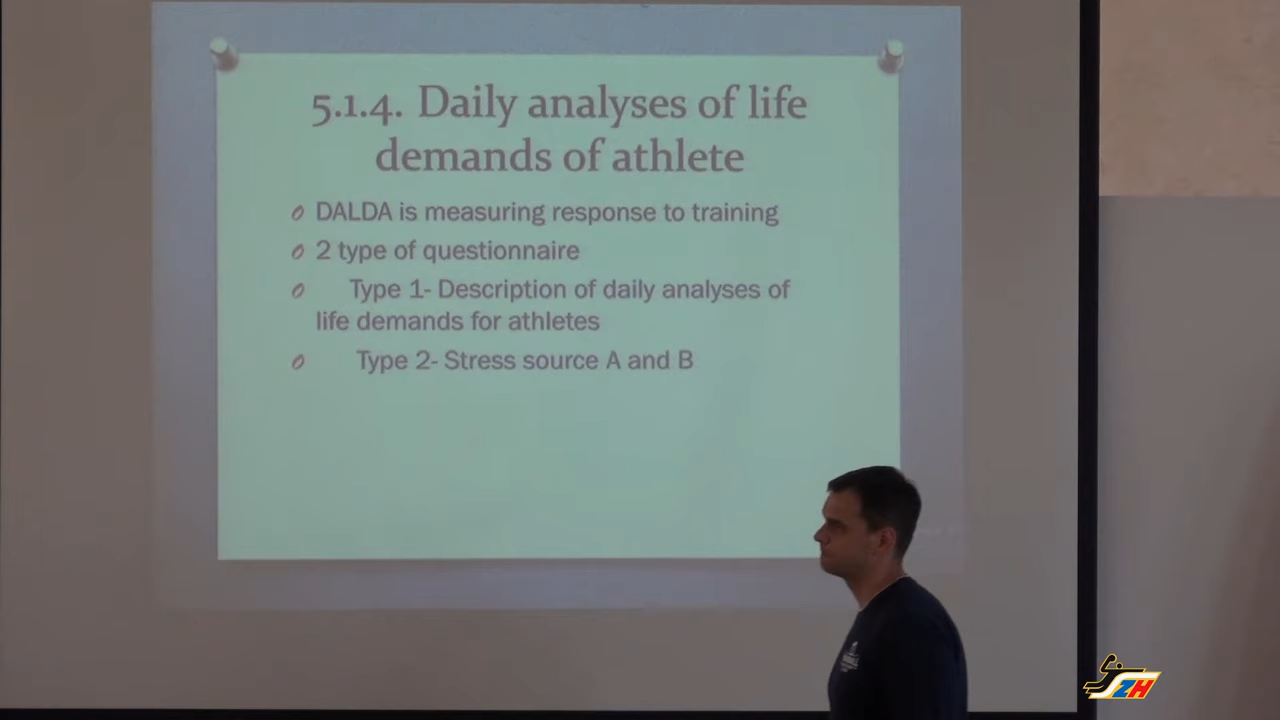 5.1.4. Daily analyses of life
demands of athlete
DALDA is measuring response to training
2 type of questionnaire
Type 1- Description of daily analyses of
life demands for athletes
Type 2- Stress source A and B
SZH